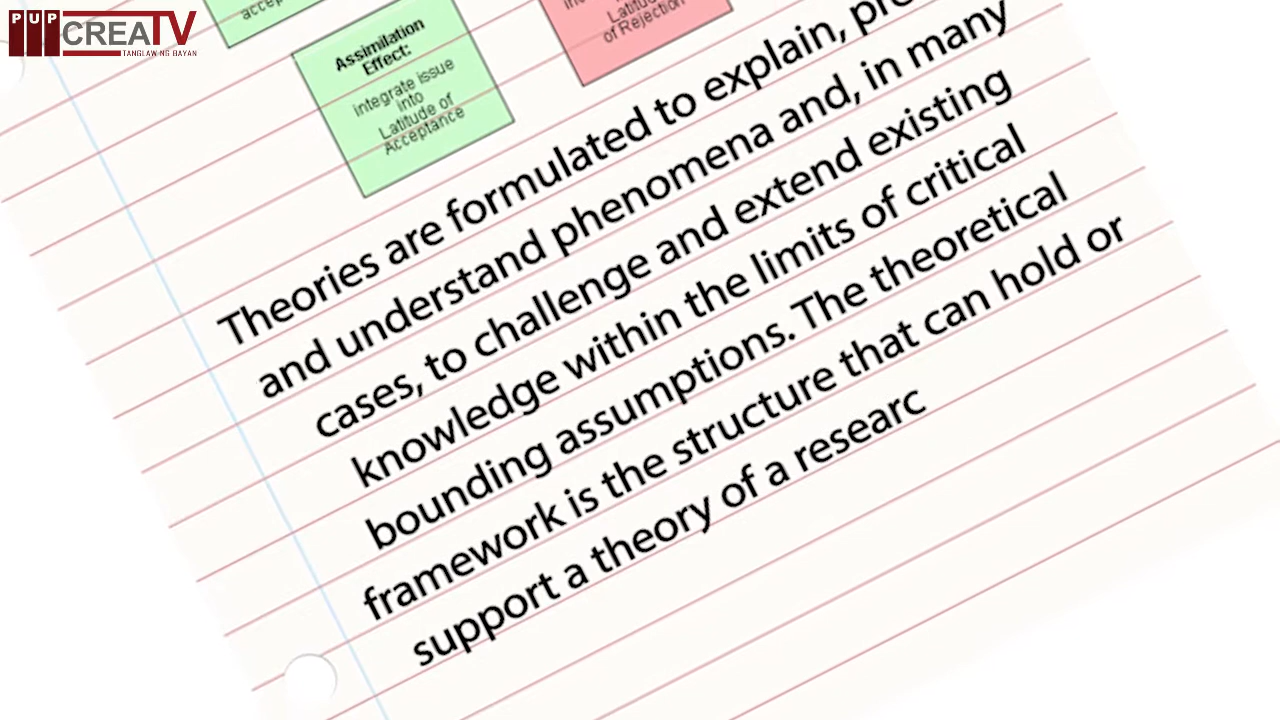 PUP CREATV
TANGLAW NG BAYAN
Assimilation
Effect:
integrate issue
into
Latitude of
Acceptance
of Rejection
Theories are formulated to explain,
and understand phenomena and, in many
cases, to challenge and extend existing
knowledge within the limits of critical
bounding assumptions. The theoretical
framework is the structure that can hold or
support a theory of a researc